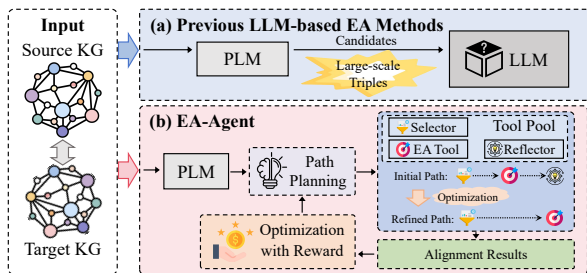 Input
Source KG
Target KG
(a) Previous LLM-based EA Methods
PLM
Candidates
Large-scale
Triples
?
LLM
(b) EA-Agent
PLM
Path
Planning
Selector
Tool Pool
EA Tool
Reflector
Initial Path:
Optimization
Refined Path:
Optimization
with Reward
Alignment Results